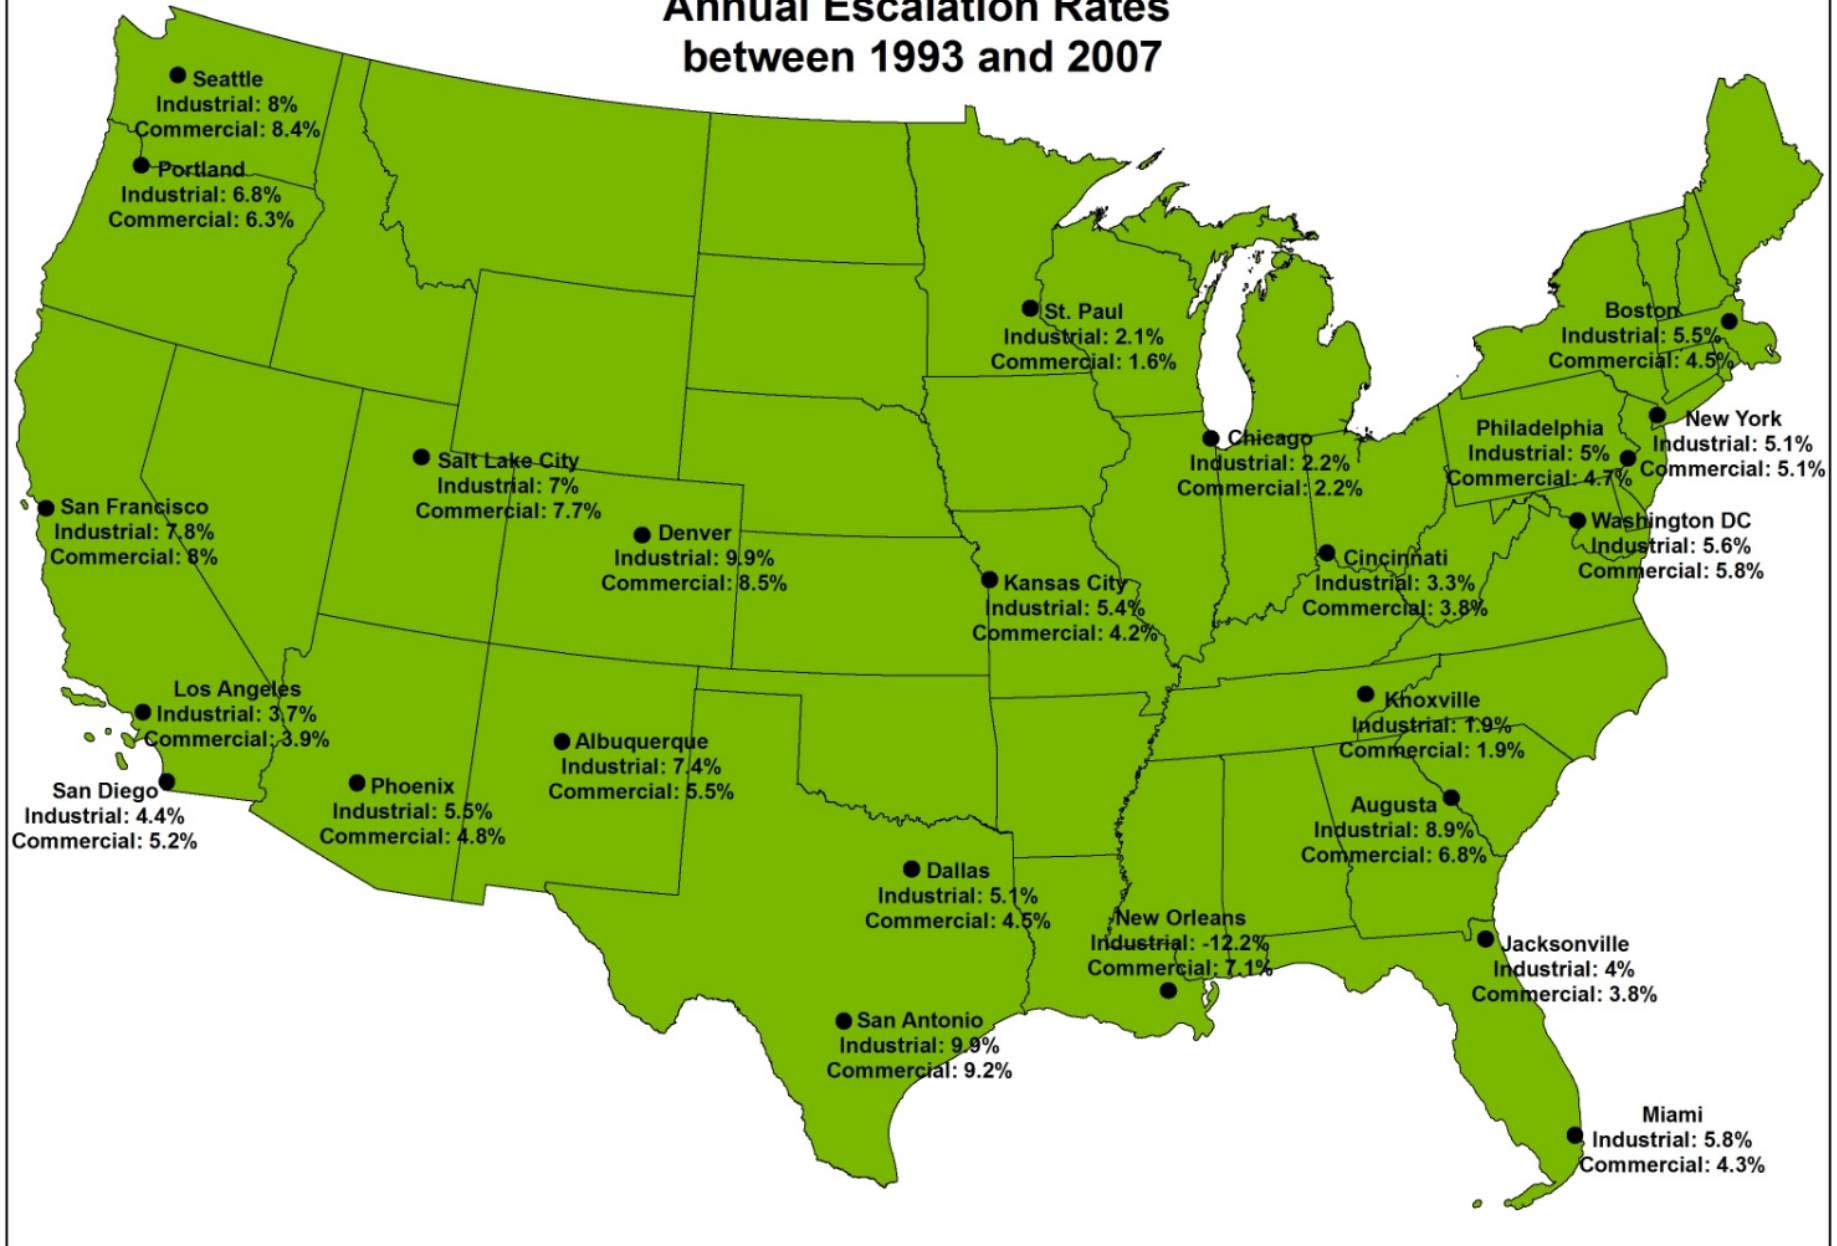 Annual Escalation Rates
between 1993 and 2007
Seattle
Industrial: 8%
Commercial: 8.4%
Portland
Industrial: 6.8%
Commercial: 6.3%
St. Paul
Industrial: 2.1%
Commercial: 1.6%
Boston
Industrial: 5.5%
Commercial: 4.5%
New York
Industrial: 5.1%
Commercial: 5.1%
Philadelphia
Industrial: 5%
Commercial: 4.7%
Chicago
Industrial: 2.2%
Commercial: 2.2%
Salt Lake City
Industrial: 7%
Commercial: 7.7%
San Francisco
Industrial: 7.8%
Commercial: 8%
Denver
Industrial: 9.9%
Commercial: 8.5%
Washington DC
Industrial: 5.6%
Commercial: 5.8%
Cincinnati
Industrial: 3.3%
Commercial: 3.8%
Kansas City
Industrial: 5.4%
Commercial: 4.2%
Los Angeles
Industrial: 3.7%
Commercial: 3.9%
Knoxville
Industrial: 1.9%
Commercial: 1.9%
Albuquerque
Industrial: 7.4%
Commercial: 5.5%
San Diego
Industrial: 4.4%
Commercial: 5.2%
Phoenix
Industrial: 5.5%
Commercial: 4.8%
Augusta
Industrial: 8.9%
Commercial: 6.8%
Dallas
Industrial: 5.1%
Commercial: 4.5%
New Orleans
Industrial: -12.2%
Commercial: 7.1%
Jacksonville
Industrial: 4%
Commercial: 3.8%
San Antonio
Industrial: 9.9%
Commercial: 9.2%
Miami
Industrial: 5.8%
Commercial: 4.3%